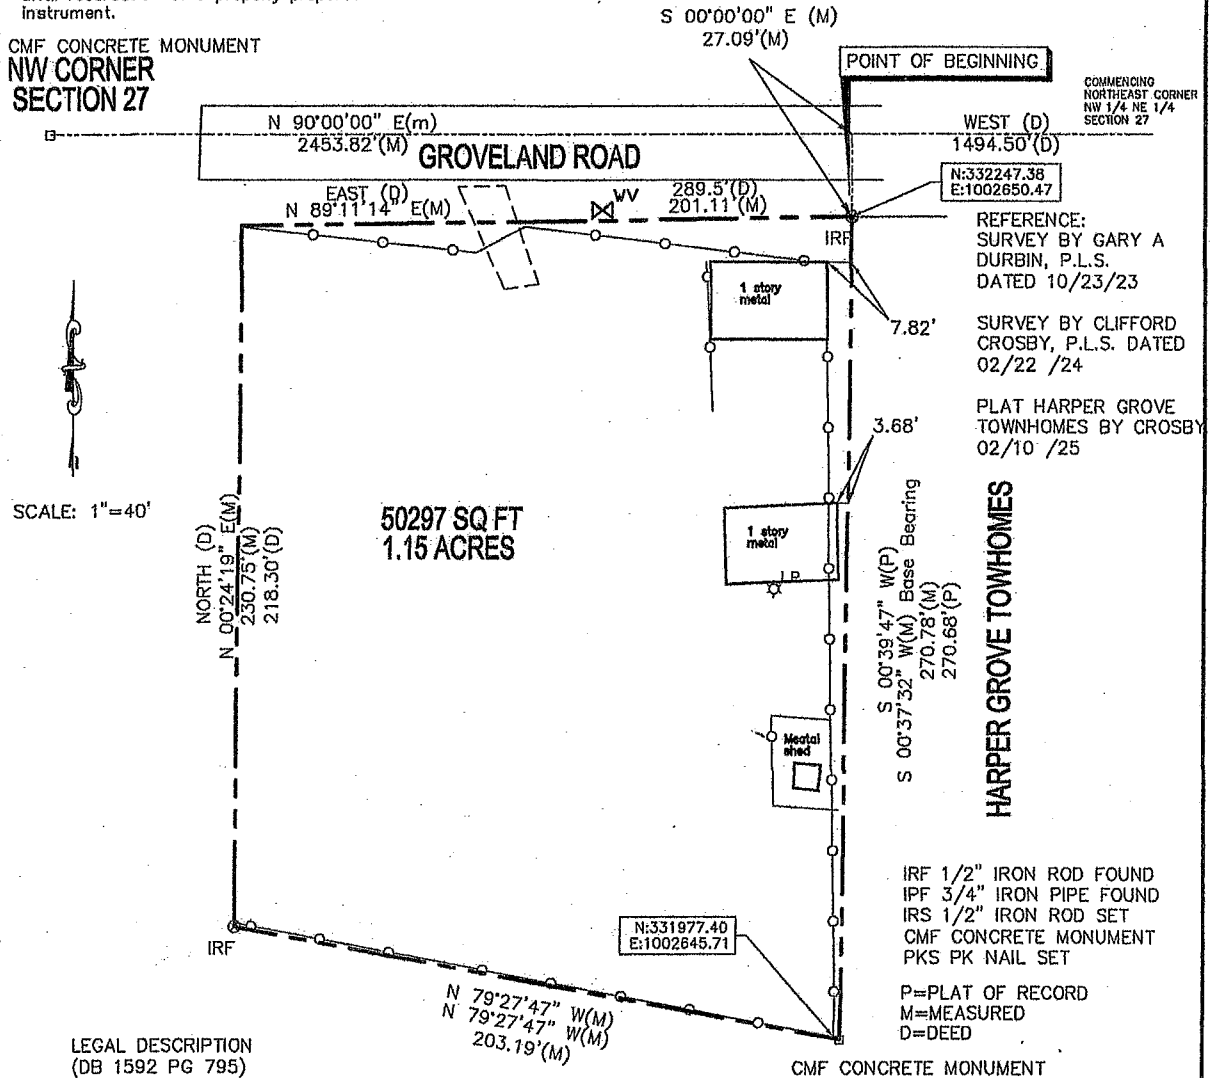 instrument.
S 00°00'00" E (M)
27.09'(M)
CMF CONCRETE MONUMENT
NW CORNER
SECTION 27
POINT OF BEGINNING
COMMENCING
NORTHEAST CORNER
NW 1/4 NE 1/4
SECTION 27
N 90°00'00" E(m)
2453.82'(M)
GROVELAND ROAD
WEST (D)
1494.50'(D)
N:332247.38
E:1002650.47
EAST (D)
N 89°11'14" E(M)
WV
289.5'(D)
201.11'(M)
IRF
REFERENCE:
SURVEY BY GARY A
DURBIN, P.L.S.
DATED 10/23/23
1 story
metal
7.82'
SURVEY BY CLIFFORD
CROSBY, P.L.S. DATED
02/22 /24
PLAT HARPER GROVE
TOWNHOMES BY CROSBY
02/10 /25
3.68'
SCALE: 1"=40'
50297 SQ FT
1.15 ACRES
1 story
metal
NORTH (D)
N 00°24'19" E(M)
230.75'(M)
218.30'(D)
S 00°39'47" W(P)
S 00°37'32" W(M) Base Bearing
270.78'(M)
270.68'(P)
HARPER GROVE TOWHOMES
Meatal
shed
IRF 1/2" IRON ROD FOUND
IPF 3/4" IRON PIPE FOUND
IRS 1/2" IRON ROD SET
CMF CONCRETE MONUMENT
PKS PK NAIL SET
N:331977.40
E:1002645.71
IRF
N 79°27'47" W(M)
N 79°27'47" W(M)
203.19'(M)
P=PLAT OF RECORD
M=MEASURED
D=DEED
LEGAL DESCRIPTION
(DB 1592 PG 795)
CMF CONCRETE MONUMENT